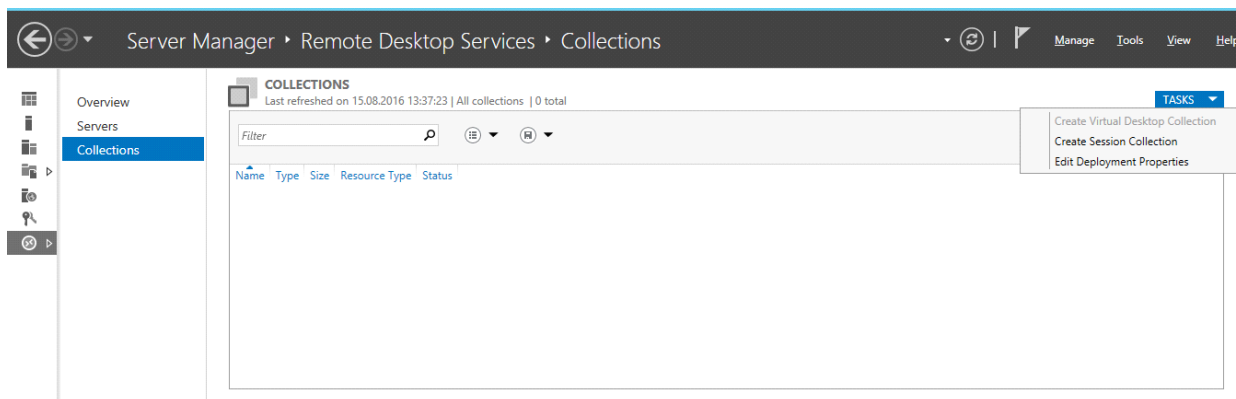 Server Manager ‣ Remote Desktop Services ‣ Collections
Manage Tools View Help
Overview
Servers
Collections
COLLECTIONS
Last refreshed on 15.08.2016 13:37:23 | All collections | 0 total
TASKS
Create Virtual Desktop Collection
Create Session Collection
Edit Deployment Properties
Filter
Name Type Size Resource Type Status